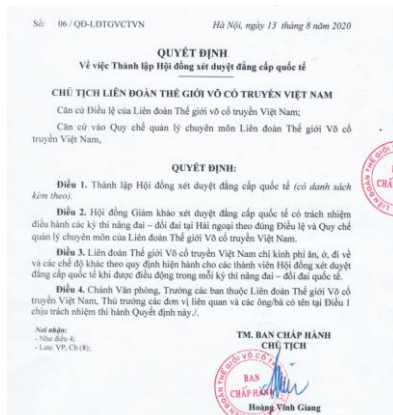 Số: 06 / QĐ-LĐTGVCTVN
Hà Nội, ngày 13 tháng 8 năm 2020
QUYẾT ĐỊNH
Về việc Thành lập Hội đồng xét duyệt đẳng cấp quốc tế
CHỦ TỊCH LIÊN ĐOÀN THẾ GIỚI VÕ CỔ TRUYỀN VIỆT NAM
Căn cứ Điều lệ của Liên đoàn Thế giới võ cổ truyền Việt Nam;
Căn cứ vào Quy chế quản lý chuyên môn Liên đoàn Thế giới Võ cổ
truyền Việt Nam,
QUYẾT ĐỊNH:
Điều 1. Thành lập Hội đồng xét duyệt đẳng cấp quốc tế (có danh sách
kèm theo).
Điều 2. Hội đồng Giám khảo xét duyệt đẳng cấp quốc tế có trách nhiệm
điều hành các kỳ thi nâng đai – đối đai tại Hải ngoại theo đúng Điều lệ và Quy chế
quản lý chuyên môn của Liên đoàn Thế giới Võ cổ truyền Việt Nam.
Điều 3. Liên đoàn Thế giới Võ cổ truyền Việt Nam chi kinh phí ăn, ở, đi về
và các chế độ khác theo quy định hiện hành cho các thành viên Hội đồng xét duyệt
đẳng cấp quốc tế khi được điều động trong mỗi kỳ thi nâng đai – đối đai quốc tế.
Điều 4. Chánh Văn phòng, Trưởng các ban thuộc Liên đoàn Thế giới Võ cổ
truyền Việt Nam, Thủ trưởng các đơn vị liên quan và các ông/bà có tên tại Điều 1
chịu trách nhiệm thi hành Quyết định này./.
Nơi nhận:
- Như điều 4;
- Lưu: VP, Ch (8);
TM. BAN CHẤP HÀNH
CHỦ TỊCH
BAN
CHẤP HÀNH
Hoàng Vĩnh Giang